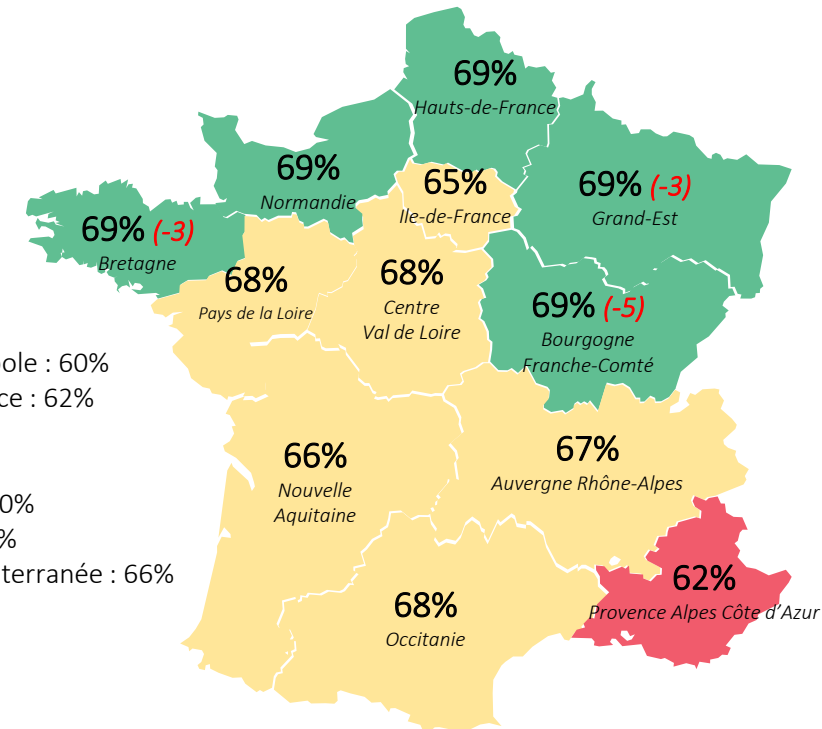 69%
Hauts-de-France
69%
Normandie
65%
Ile-de-France
69% (-3)
Grand-Est
69% (-3)
Bretagne
68%
Pays de la Loire
68%
Centre
Val de Loire
69% (-5)
Bourgogne
Franche-Comté
ole : 60%
ce : 62%
66%
Nouvelle
Aquitaine
67%
Auvergne Rhône-Alpes
0%
%
terranée : 66%
62%
Provence Alpes Côte d'Azur
68%
Occitanie